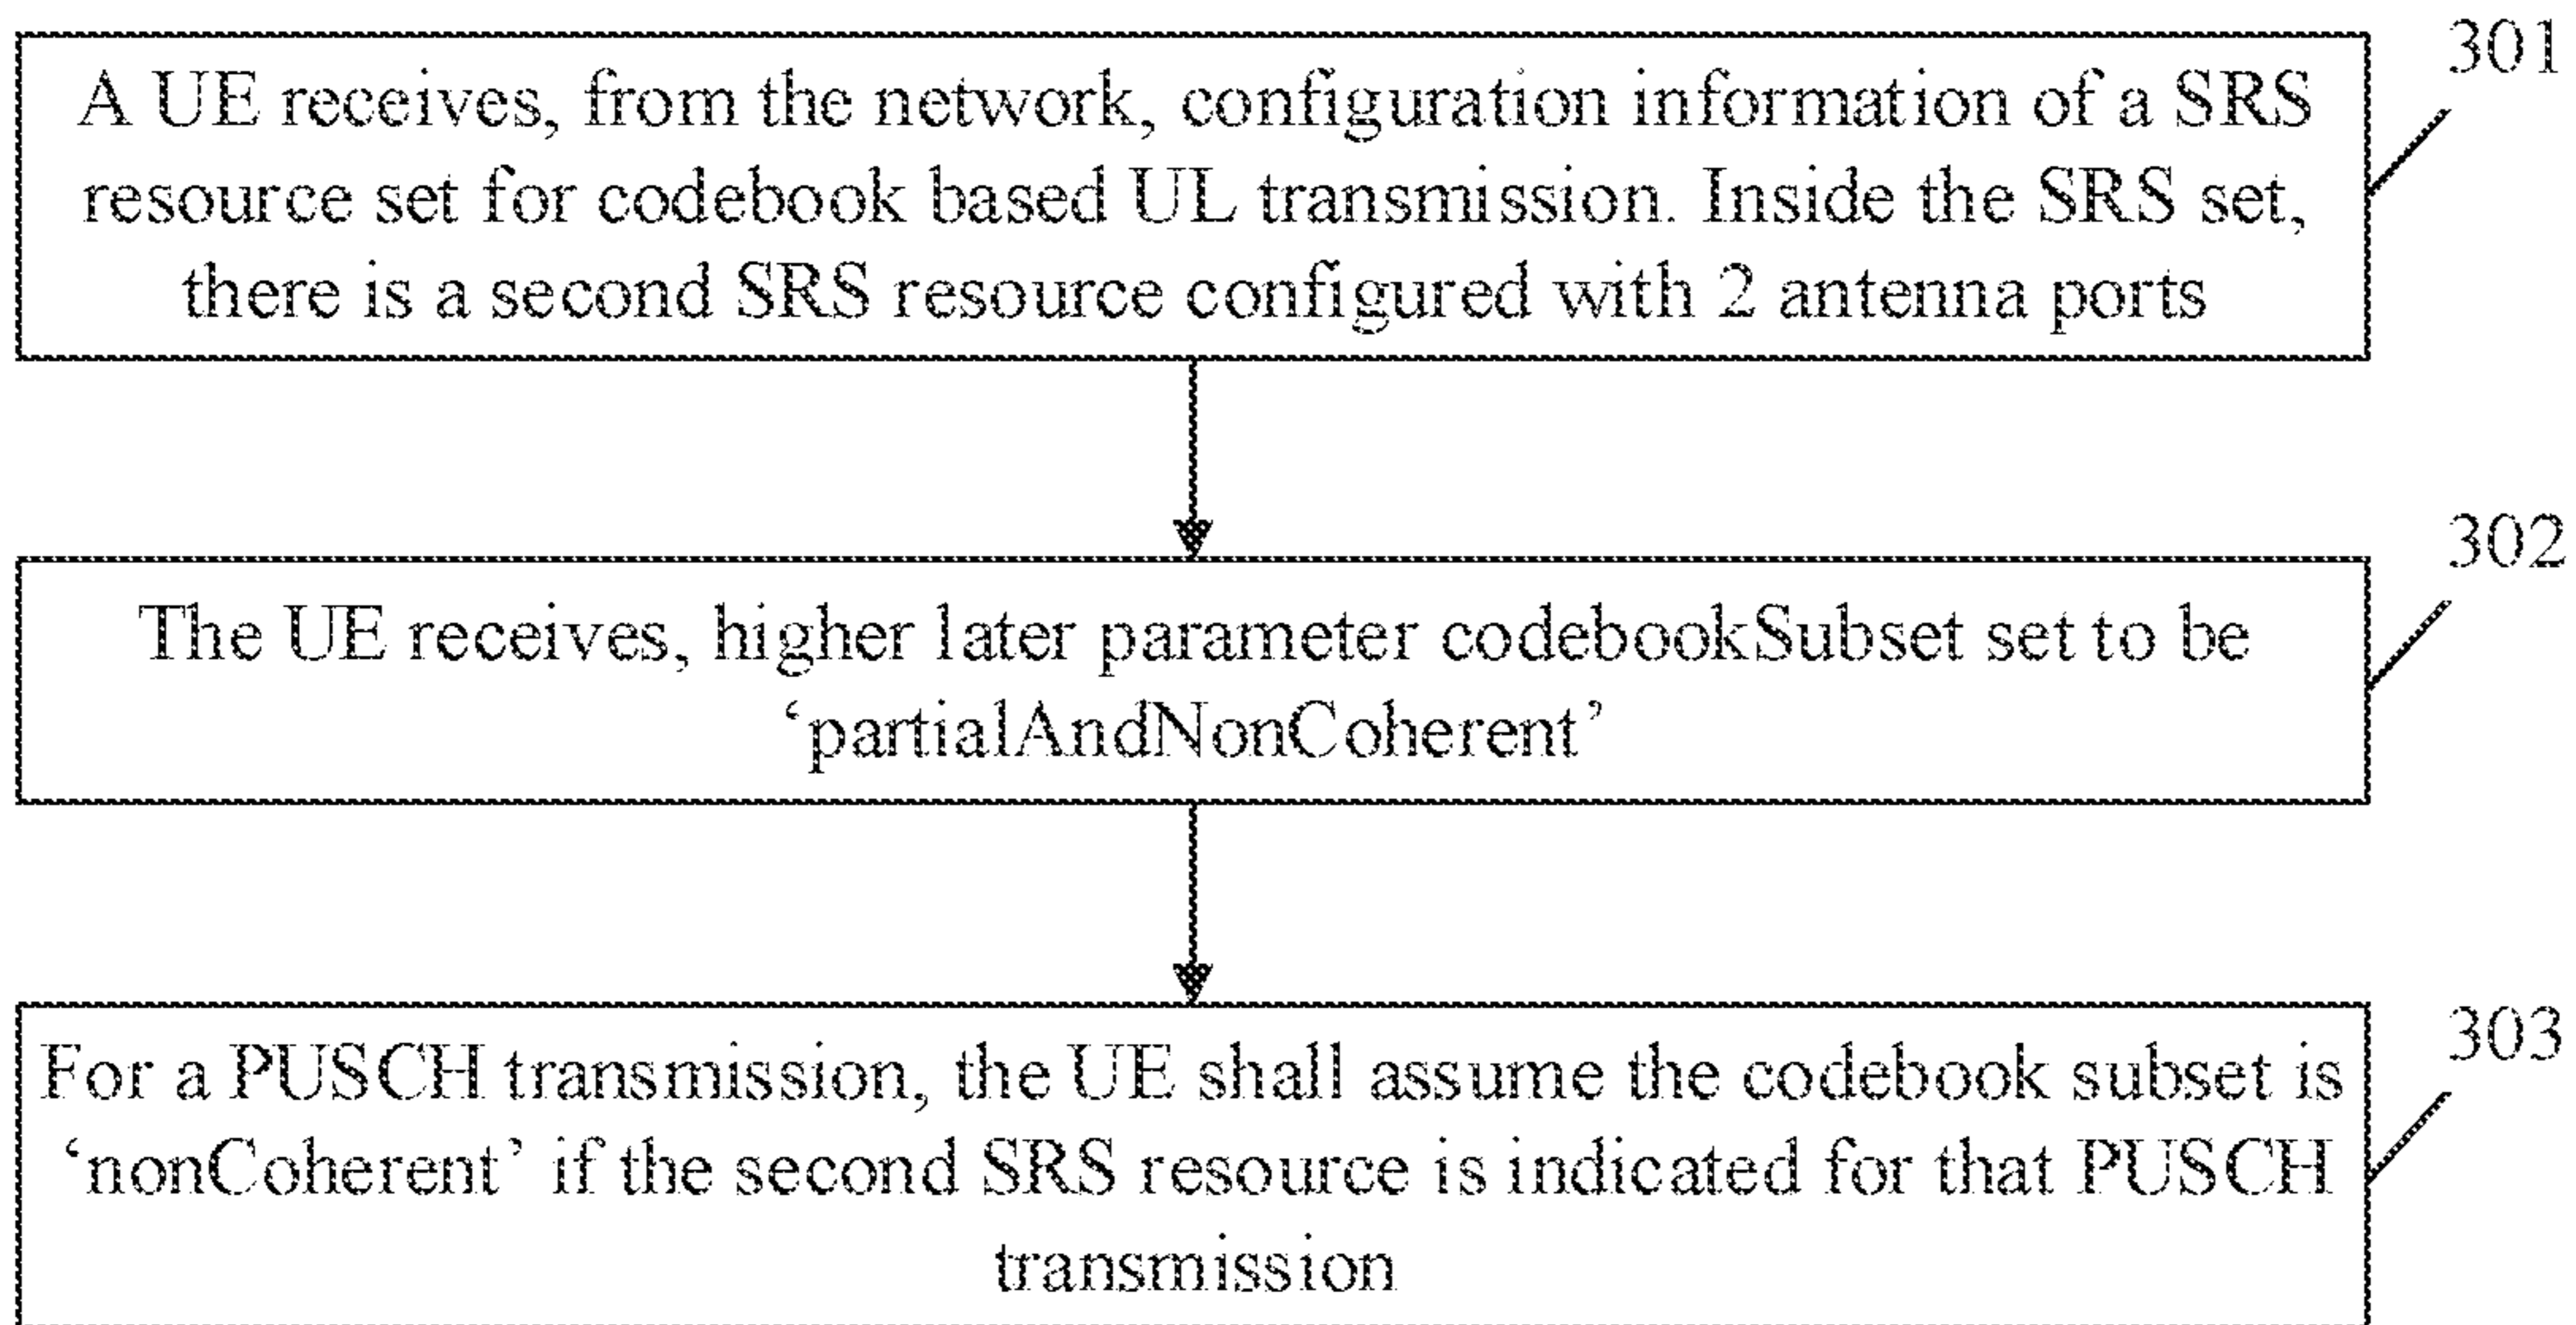 301
A UE receives, from the network, configuration information of a SRS
resource set for codebook based UL transmission. Inside the SRS set,
there is a second SRS resource configured with 2 antenna ports
302
The UE receives, higher later parameter codebookSubset set to be
‘partialAndNonCoherent’
303
For a PUSCH transmission, the UE shall assume the codebook subset is
‘nonCoherent’ if the second SRS resource is indicated for that PUSCH
transmission